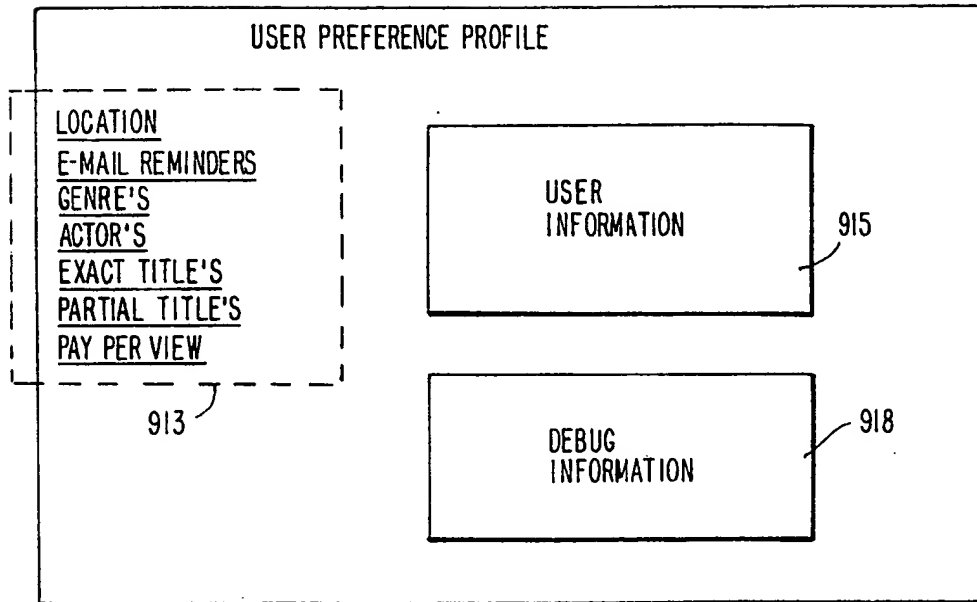 USER PREFERENCE PROFILE
LOCATION
E-MAIL REMINDERS
GENRE'S
ACTOR'S
EXACT TITLE'S
PARTIAL TITLE'S
PAY PER VIEW
913
USER
INFORMATION
915
DEBUG
INFORMATION
918